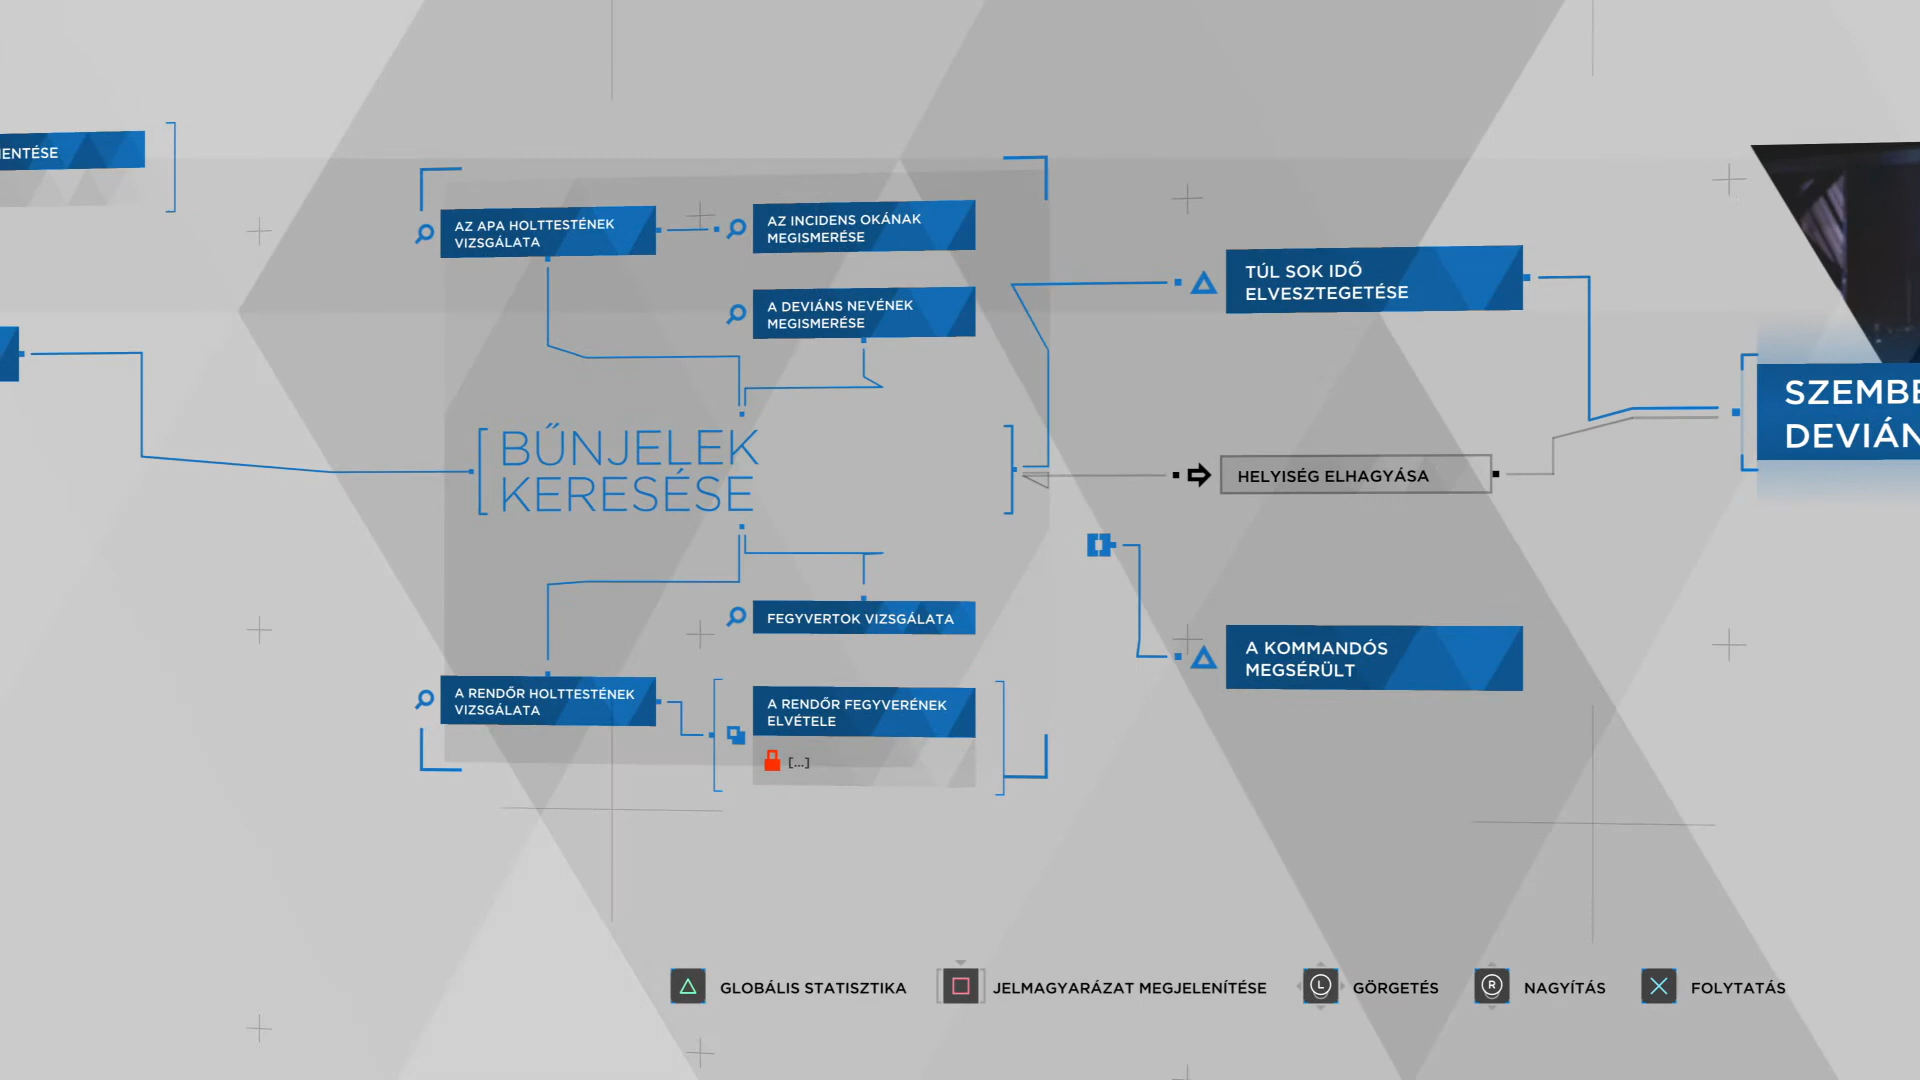 ENTÉSE
AZ APA HOLTTESTÉNEK
VIZSGÁLATA
AZ INCIDENS OKÁNAK
MEGISMERÉSE
A DEVIÁNS NEVÉNEK
MEGISMERÉSE
TÚL SOK IDŐ
ELVESZTEGETÉSE
SZEMBE
DEVIÁN
BŰNJELEK
KERESÉSE
HELYISÉG ELHAGYÁSA
FEGYVERTOK VIZSGÁLATA
A KOMMANDÓS
MEGSÉRÜLT
A RENDŐR HOLTTESTÉNEK
VIZSGÁLATA
A RENDŐR FEGYVERÉNEK
ELVÉTELE
[...]
GLOBÁLIS STATISZTIKA
JELMAGYARÁZAT MEGJELENÍTÉSE
L
GÖRGETÉS
R
NAGYÍTÁS
FOLYTATÁS